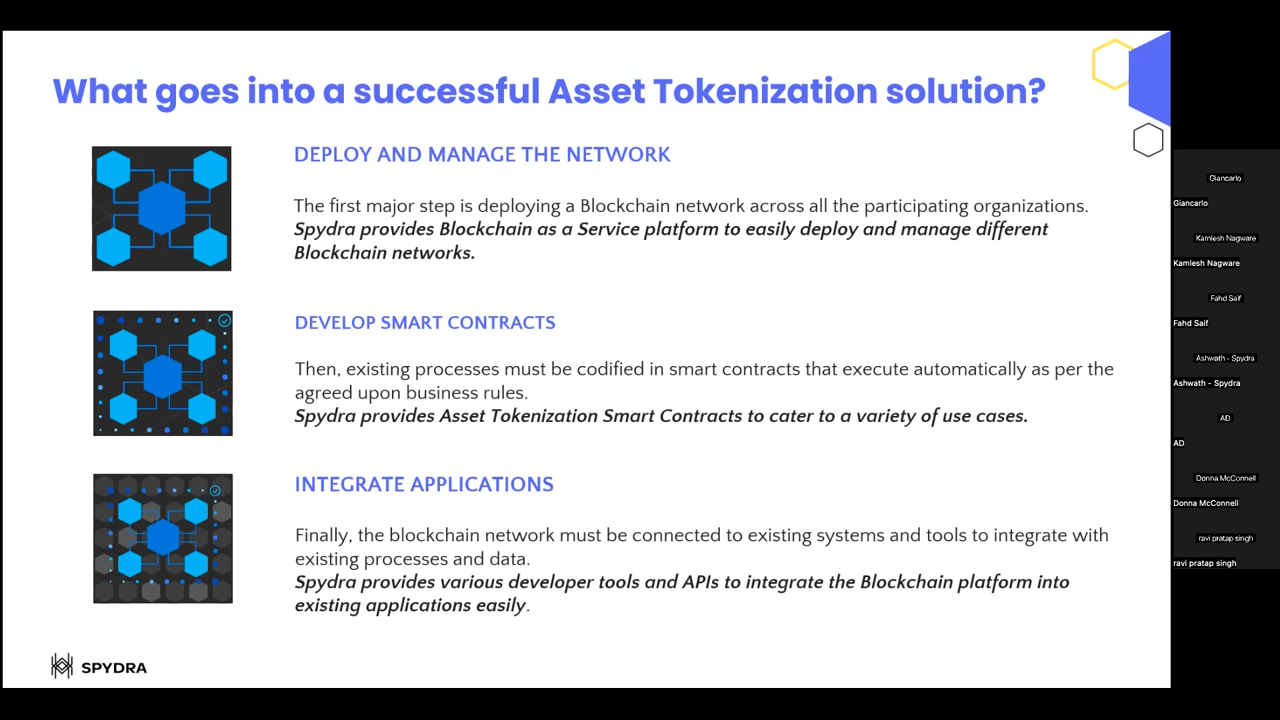 What goes into a successful Asset Tokenization solution?
DEPLOY AND MANAGE THE NETWORK
The first major step is deploying a Blockchain network across all the participating organizations.
Spydra provides Blockchain as a Service platform to easily deploy and manage different
Blockchain networks.
DEVELOP SMART CONTRACTS
Then, existing processes must be codified in smart contracts that execute automatically as per the
agreed upon business rules.
Spydra provides Asset Tokenization Smart Contracts to cater to a variety of use cases.
INTEGRATE APPLICATIONS
Finally, the blockchain network must be connected to existing systems and tools to integrate with
existing processes and data.
Spydra provides various developer tools and APIs to integrate the Blockchain platform into
existing applications easily.
SPYDRA
Giancarlo
Giancarlo
Kamlesh Nagware
Kamlesh Nagware
Fahd Saif
Fahd Saif
Ashwath - Spydra
Ashwath - Spydra
AD
AD
Donna McConnell
Donna McConnell
ravi pratap singh
ravi pratap singh